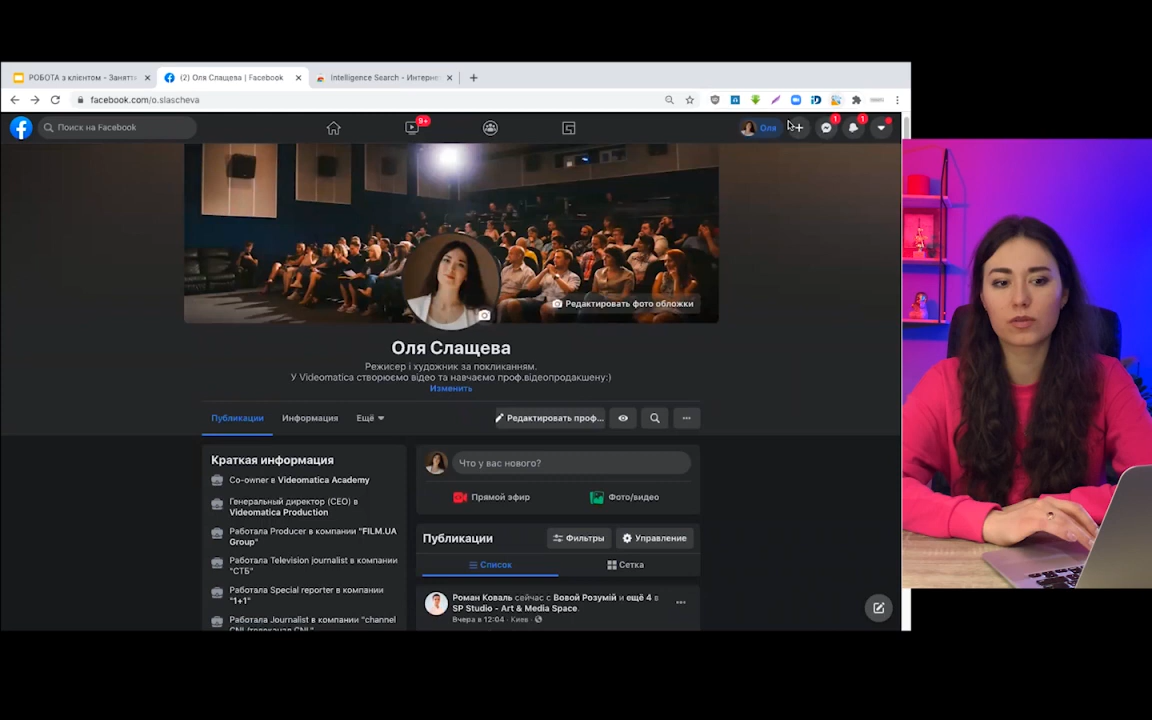 РОБОТА з клієнтом - Занятт
(2) Оля Слащева | Facebook
Intelligence Search - Интерне
facebook.com/o.slascheva
Поиск на Facebook
9+
Оля
1
1
Редактировать фото обложки
Оля Слащева
Режисер і художник за покликанням.
У Videomatica створюємо відео та навчаємо проф.відеопродакшену:)
Изменить
Публикации
Информация
Ещё
Редактировать проф...
Краткая информация
Co-owner в Videomatica Academy
Генеральный директор (CEO) в
Videomatica Production
Работала Producer в компании "FILM.UA
Group"
Работала Television journalist в компании
"СТБ"
Работала Special reporter в компании
"1+1"
Работала Journalist в компании "channel
Что у вас нового?
Прямой эфир
Фото/видео
Публикации
Фильтры
Управление
Список
Сетка
Роман Коваль сейчас с Вовой Розумій и ещё 4 в
SP Studio - Art & Media Space.
Вчера в 12:04 · Киев ·